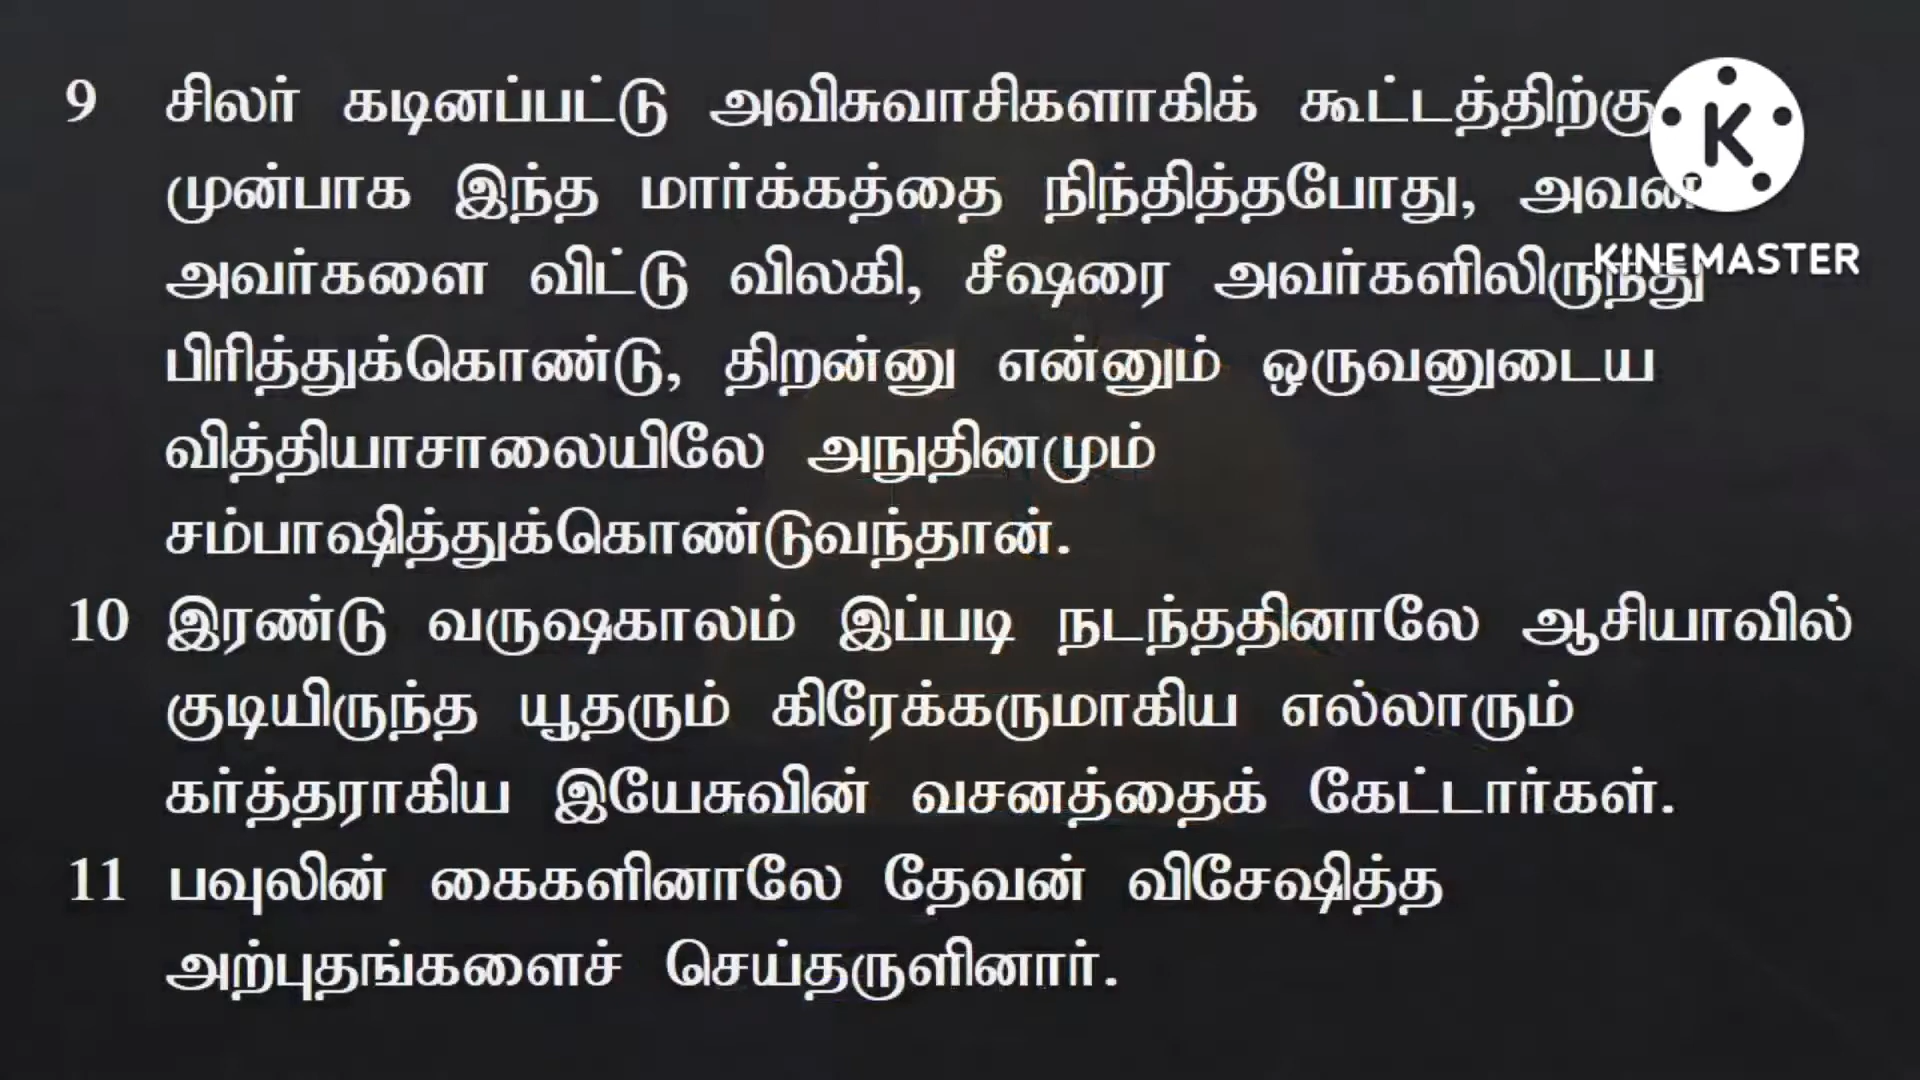 9 சிலர் கடினப்பட்டு அவிசுவாசிகளாகிக் கூட்டத்திற்கு
முன்பாக இந்த மார்க்கத்தை நிந்தித்தபோது, அவன்
அவர்களை விட்டு விலகி, சீஷரை அவர்களிலிருந்து
பிரித்துக்கொண்டு, திறன்னு என்னும் ஒருவனுடைய
வித்தியாசாலையிலே அநுதினமும்
சம்பாஷித்துக்கொண்டுவந்தான்.
10 இரண்டு வருஷகாலம் இப்படி நடந்ததினாலே ஆசியாவில்
குடியிருந்த யூதரும் கிரேக்கருமாகிய எல்லாரும்
கர்த்தராகிய இயேசுவின் வசனத்தைக் கேட்டார்கள்.
11 பவுலின் கைகளினாலே தேவன் விசேஷித்த
அற்புதங்களைச் செய்தருளினார்.
K
KINEMASTER